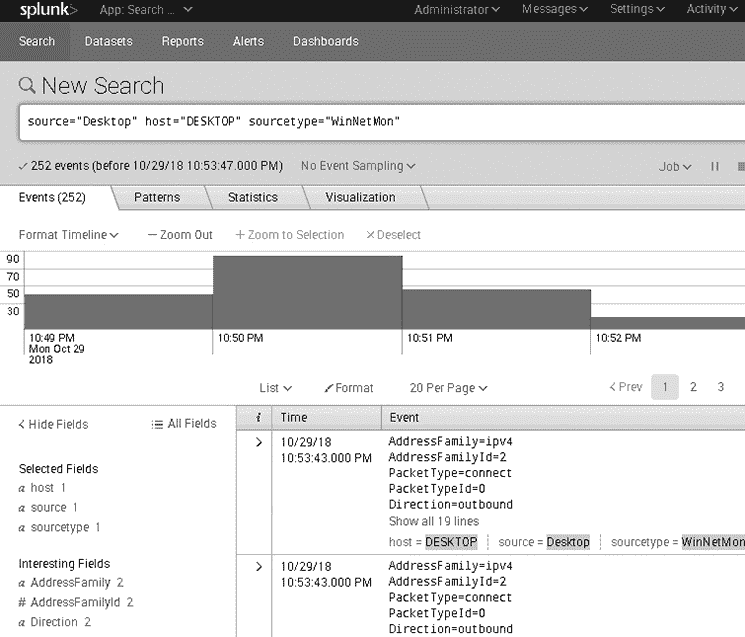 splunk> App: Search ... Administrator Messages Settings Activity
Search Datasets Reports Alerts Dashboards
New Search
source="Desktop" host="DESKTOP" sourcetype="WinNetMon"
252 events (before 10/29/18 10:53:47.000 PM) No Event Sampling Job
Events (252) Patterns Statistics Visualization
Format Timeline — Zoom Out + Zoom to Selection × Deselect
90
70
50
30
10:49 PM 10:50 PM 10:51 PM 10:52 PM
Mon Oct 29
2018
List Format 20 Per Page < Prev 1 2 3
< Hide Fields All Fields
Selected Fields
a host 1
a source 1
a sourcetype 1
Interesting Fields
a AddressFamily 2
# AddressFamilyId 2
a Direction 2
i Time Event
> 10/29/18 AddressFamily=ipv4
10:53:43.000 PM AddressFamilyId=2
PacketType=connect
PacketTypeId=0
Direction=outbound
Show all 19 lines
host = DESKTOP source = Desktop sourcetype = WinNetMon
> 10/29/18 AddressFamily=ipv4
10:53:43.000 PM AddressFamilyId=2
PacketType=connect
PacketTypeId=0
Direction=outbound